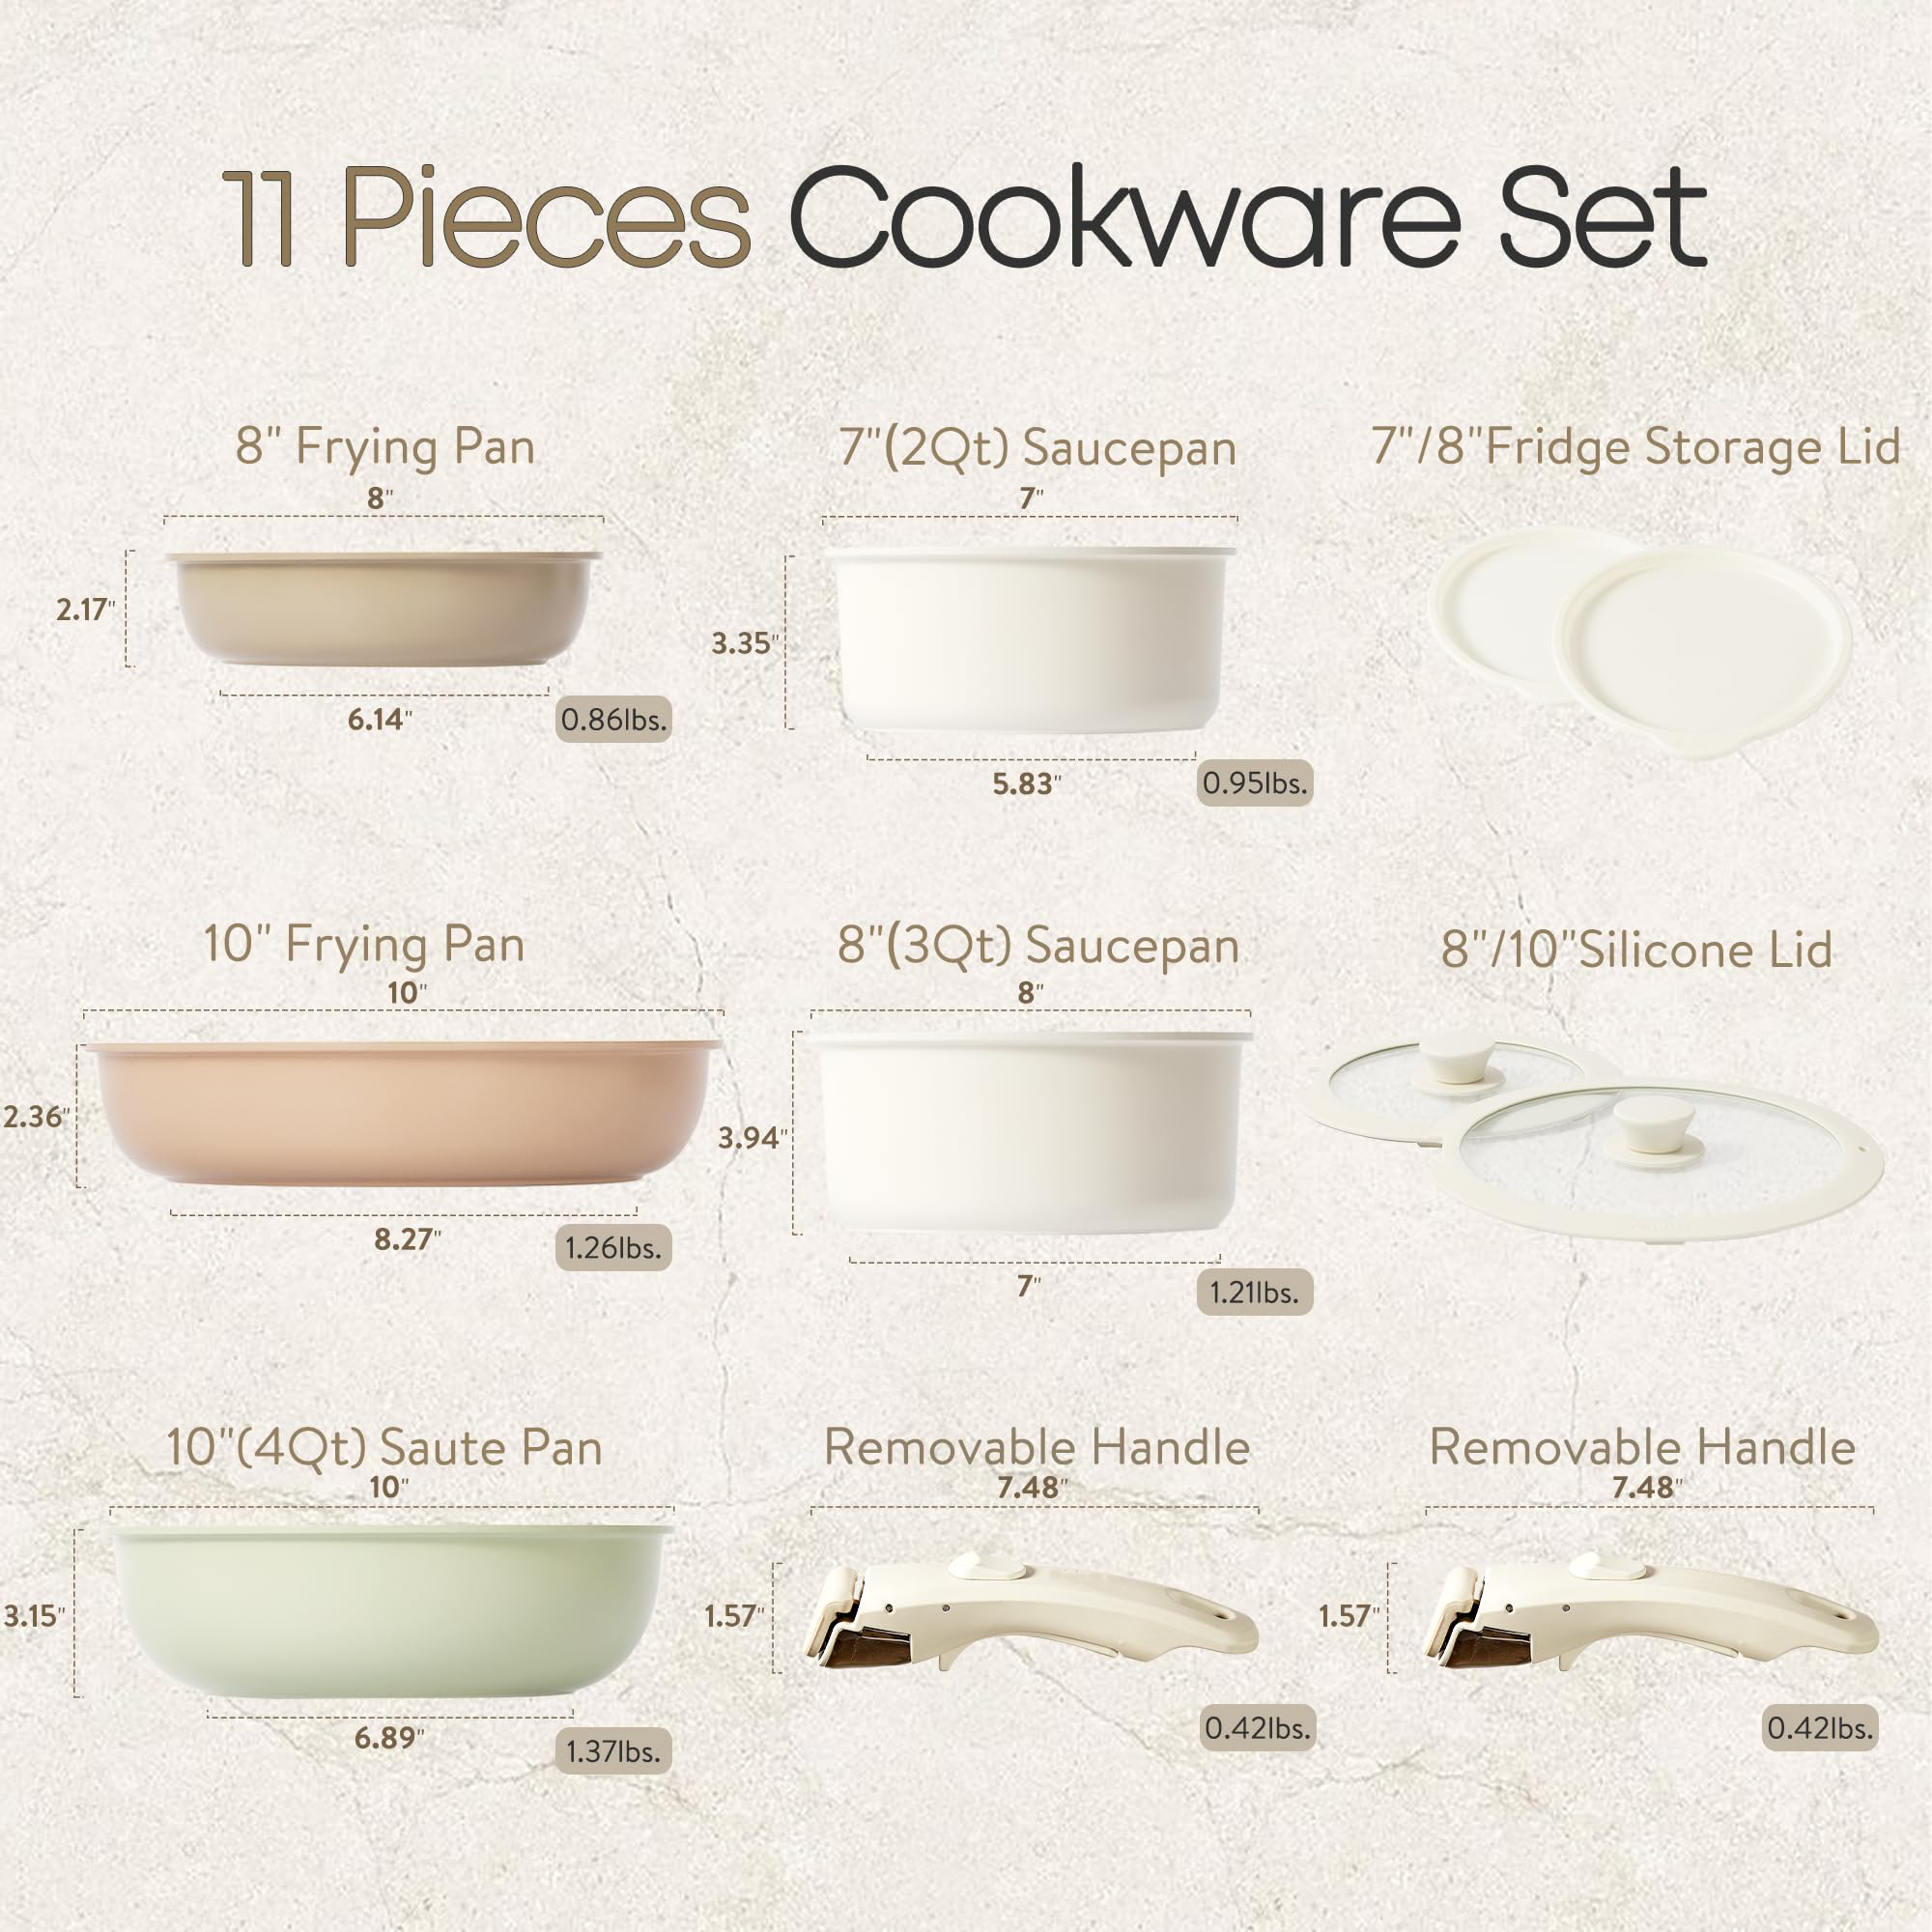 11 Pieces Cookware Set
8" Frying Pan
8"
2.17"
6.14"
0.86lbs.
7"(2Qt) Saucepan
7"
3.35"
5.83"
0.95lbs.
7"/8"Fridge Storage Lid
10" Frying Pan
10"
2.36"
8.27"
1.26lbs.
8"(3Qt) Saucepan
8"
3.94"
7"
1.21lbs.
8"/10"Silicone Lid
10"(4Qt) Saute Pan
10"
3.15"
6.89"
1.37lbs.
Removable Handle
7.48"
1.57"
0.42lbs.
Removable Handle
7.48"
1.57"
0.42lbs.